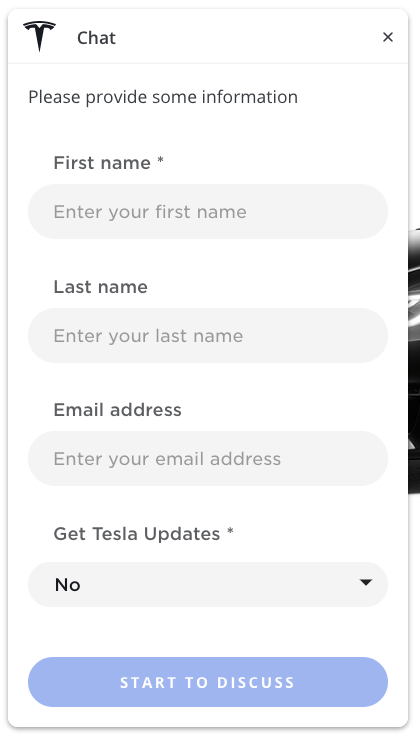 Chat
Please provide some information
First name *
Enter your first name
Last name
Enter your last name
Email address
Enter your email address
Get Tesla Updates *
No
START TO DISCUSS